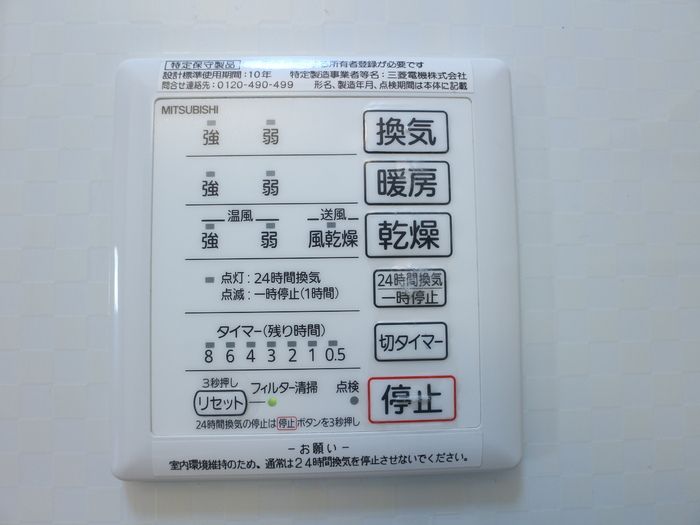 特定保守製品 所有者登録が必要です
設計標準使用期間:10年 特定製造事業者等名:三菱電機株式会社
問合せ連絡先:0120-490-499 形名、製造年月、点検期間は本体に記載
MITSUBISHI
強 弱 換気
強 弱 暖房
温風 送風
強 弱 風乾燥 乾燥
点灯:24時間換気
点滅:一時停止(1時間)
24時間換気
一時停止
タイマー(残り時間)
8 6 4 3 2 1 0.5
切タイマー
3秒押し
リセット フィルター清掃 点検
停止
24時間換気の停止は停止ボタンを3秒押し
-お願い-
室内環境維持のため、通常は24時間換気を停止させないでください。